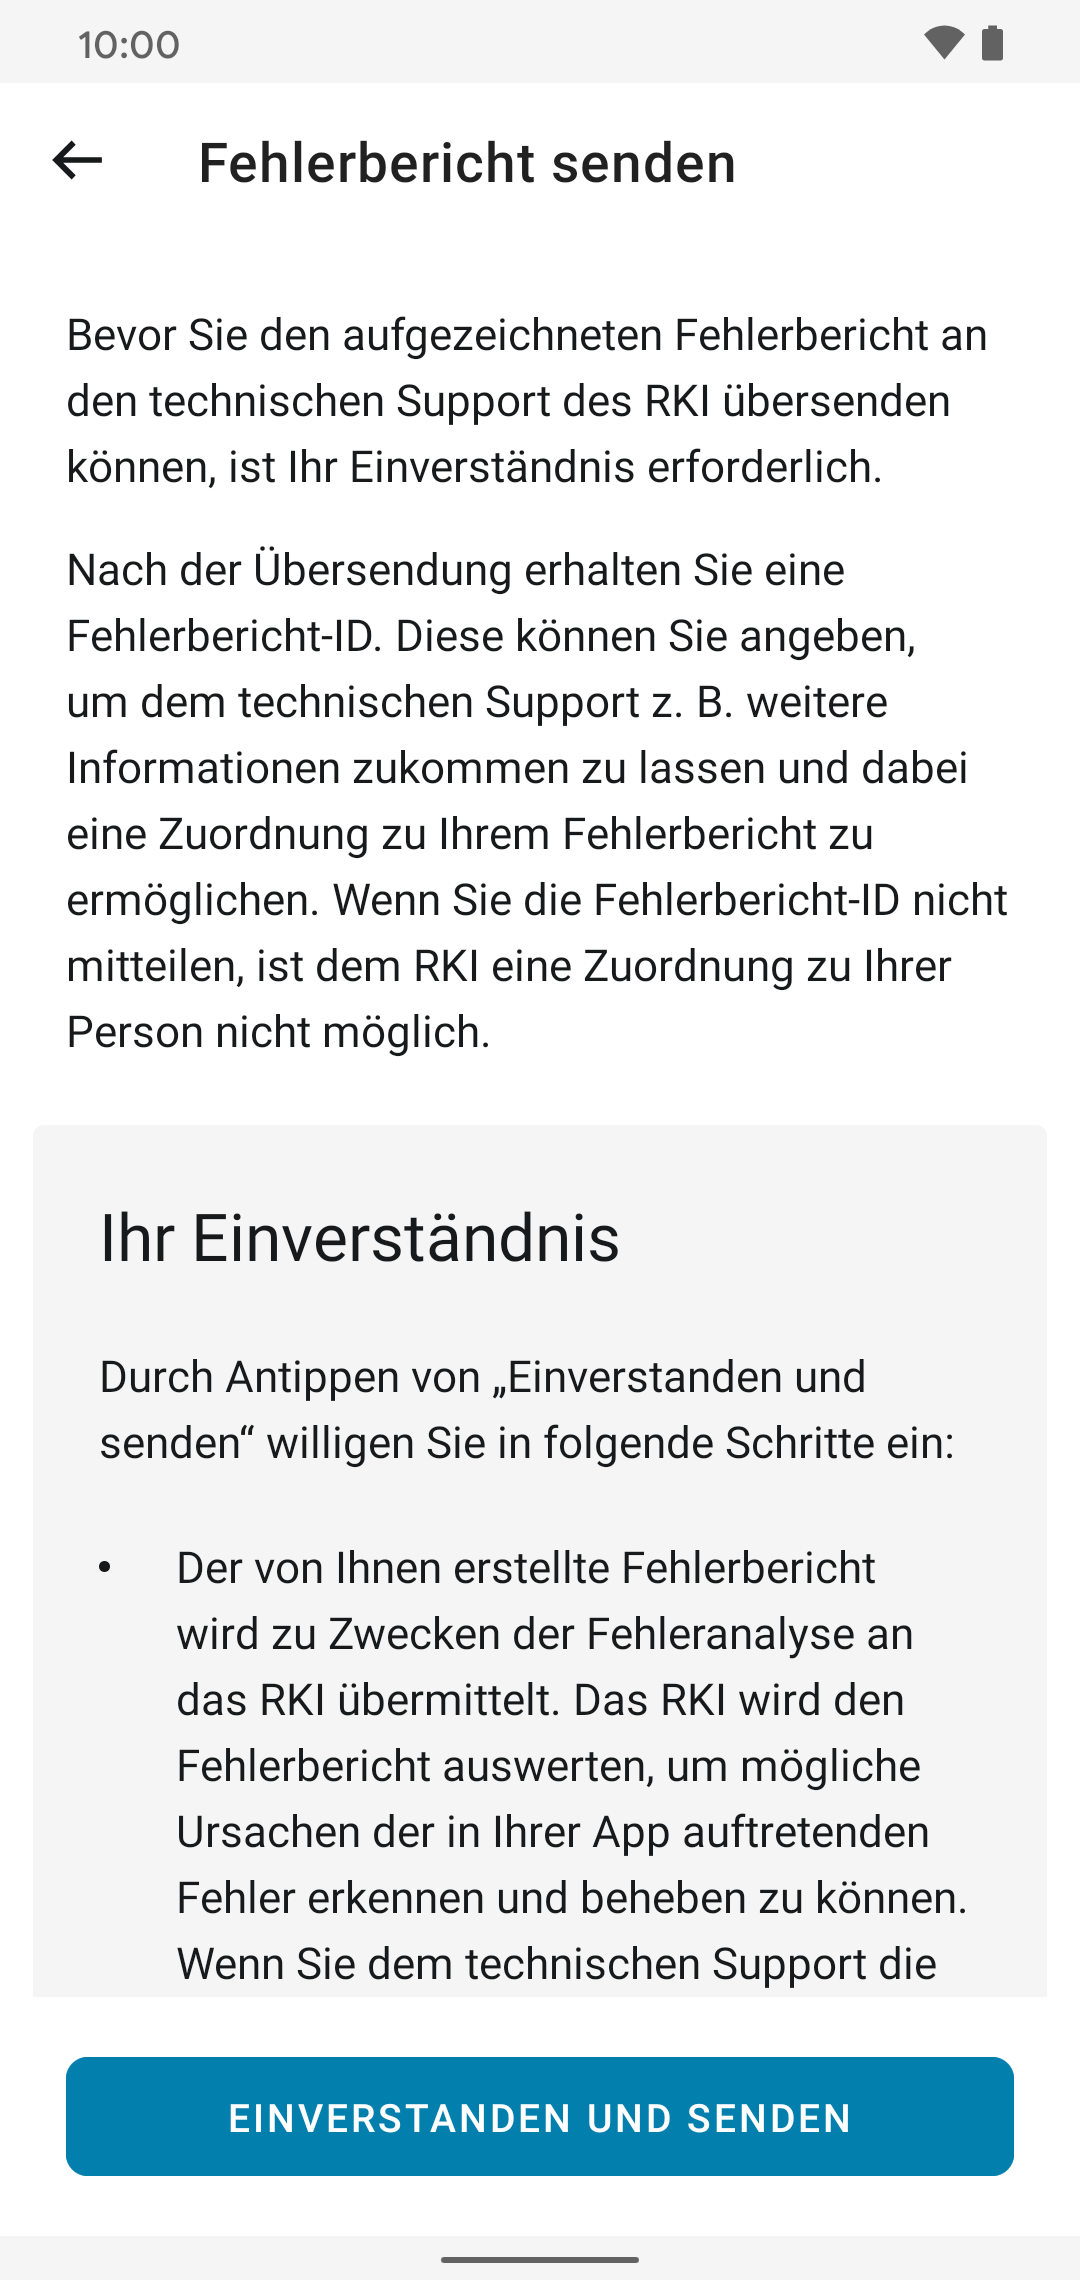 10:00
Fehlerbericht senden
Bevor Sie den aufgezeichneten Fehlerbericht an
den technischen Support des RKI übersenden
können, ist Ihr Einverständnis erforderlich.
Nach der Übersendung erhalten Sie eine
Fehlerbericht-ID. Diese können Sie angeben,
um dem technischen Support z. B. weitere
Informationen zukommen zu lassen und dabei
eine Zuordnung zu Ihrem Fehlerbericht zu
ermöglichen. Wenn Sie die Fehlerbericht-ID nicht
mitteilen, ist dem RKI eine Zuordnung zu Ihrer
Person nicht möglich.
Ihr Einverständnis
Durch Antippen von „Einverstanden und
senden“ willigen Sie in folgende Schritte ein:
• Der von Ihnen erstellte Fehlerbericht
wird zu Zwecken der Fehleranalyse an
das RKI übermittelt. Das RKI wird den
Fehlerbericht auswerten, um mögliche
Ursachen der in Ihrer App auftretenden
Fehler erkennen und beheben zu können.
Wenn Sie dem technischen Support die
EINVERSTANDEN UND SENDEN